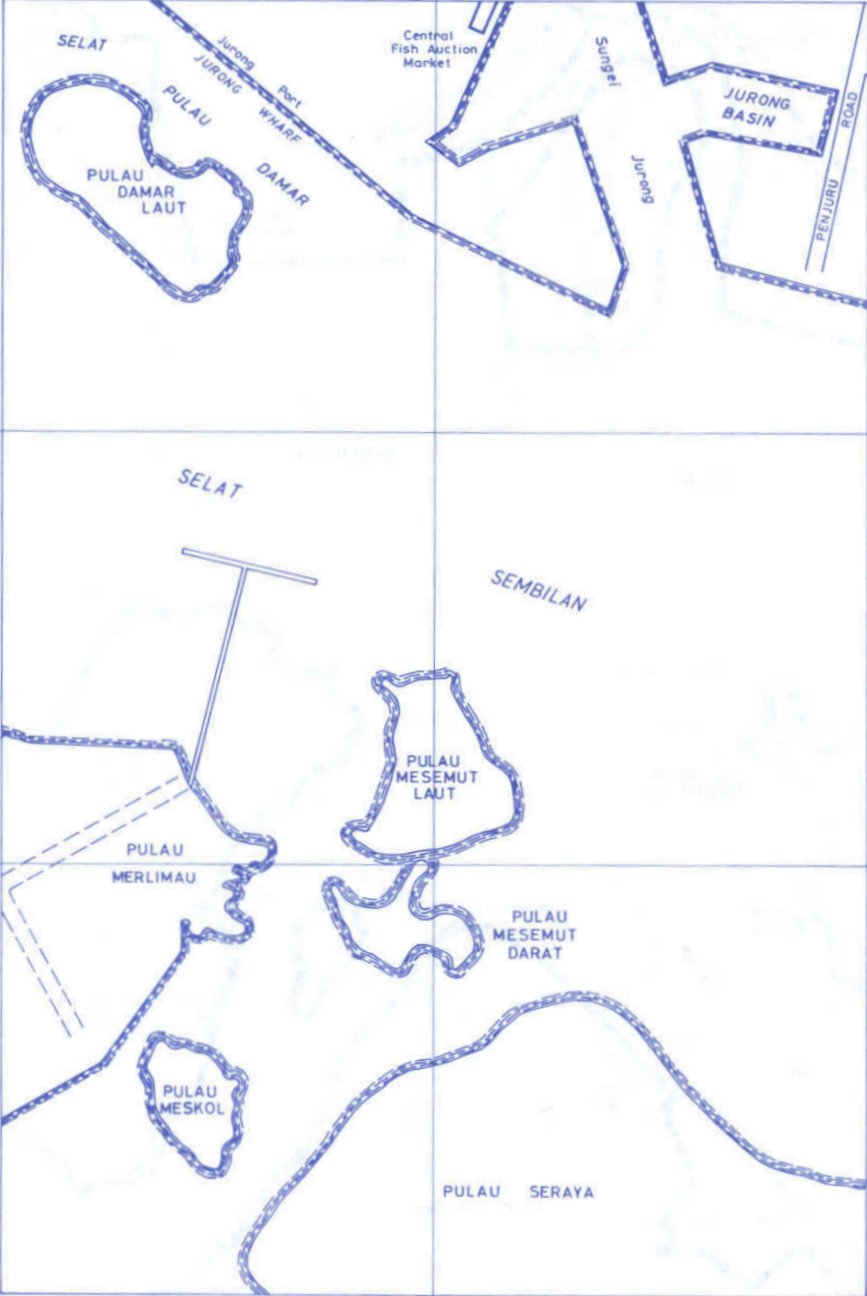 SELAT
PULAU
DAMAR
Jurong Port
JURONG WHARF
Central
Fish Auction
Market
Sungei
Jurong
JURONG
BASIN
PENJURU ROAD
PULAU
DAMAR
LAUT
SELAT
SEMBILAN
PULAU
MESEMUT
LAUT
PULAU
MERLIMAU
PULAU
MESEMUT
DARAT
PULAU
MESKOL
PULAU SERAYA